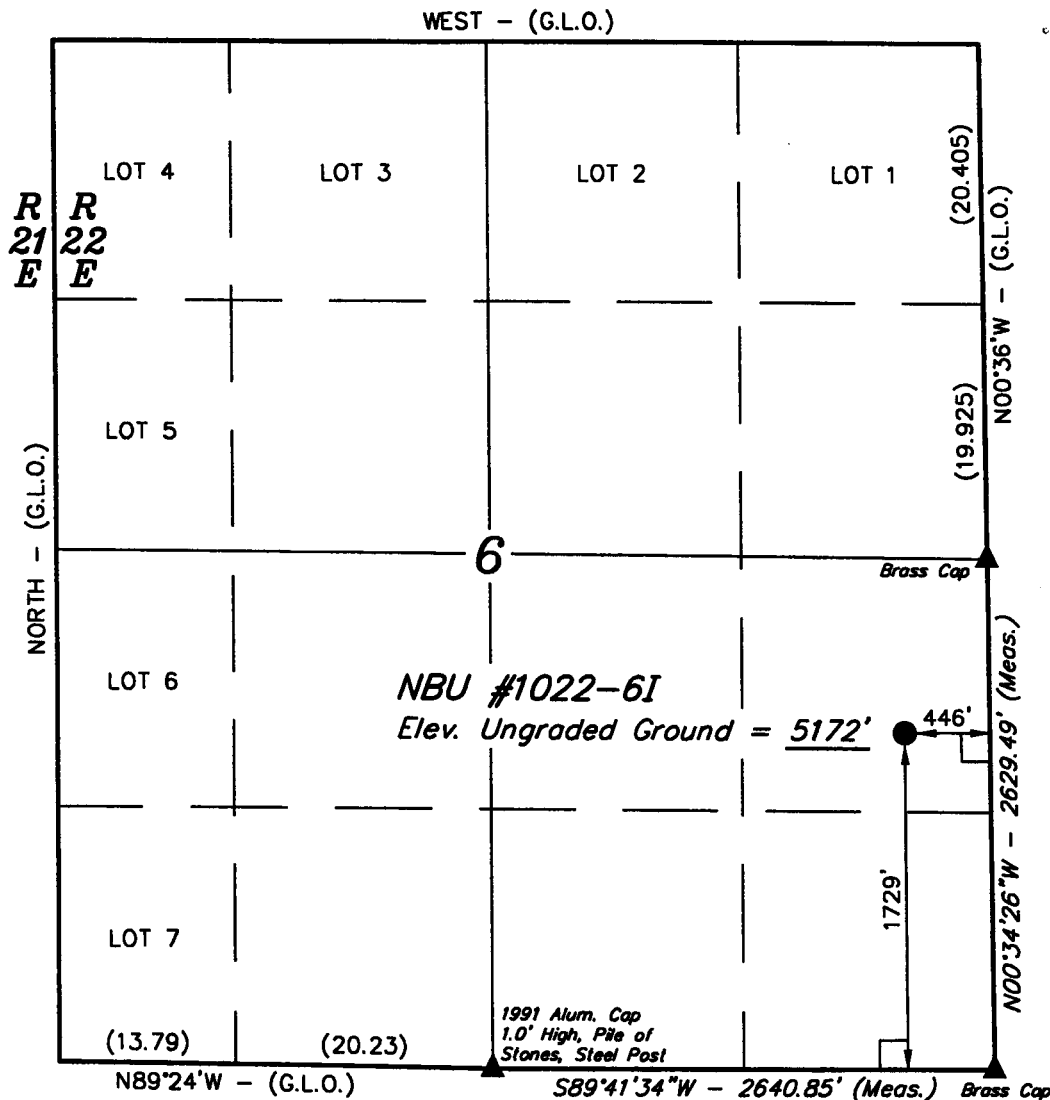 WEST - (G.L.O.)
LOT 4
LOT 3
LOT 2
LOT 1
(20.405)
R R
21 22
E E
N00°36'W - (G.L.O.)
LOT 5
(19.925)
NORTH - (G.L.O.)
6
Brass Cap
LOT 6
NBU #1022-6I
Elev. Ungraded Ground = 5172'
446'
N00°34'26"W - 2629.49' (Meas.)
1729'
LOT 7
(13.79)
(20.23)
1991 Alum. Cap
1.0' High, Pile of
Stones, Steel Post
N89°24'W - (G.L.O.)
S89°41'34"W - 2640.85' (Meas.)
Brass Cap